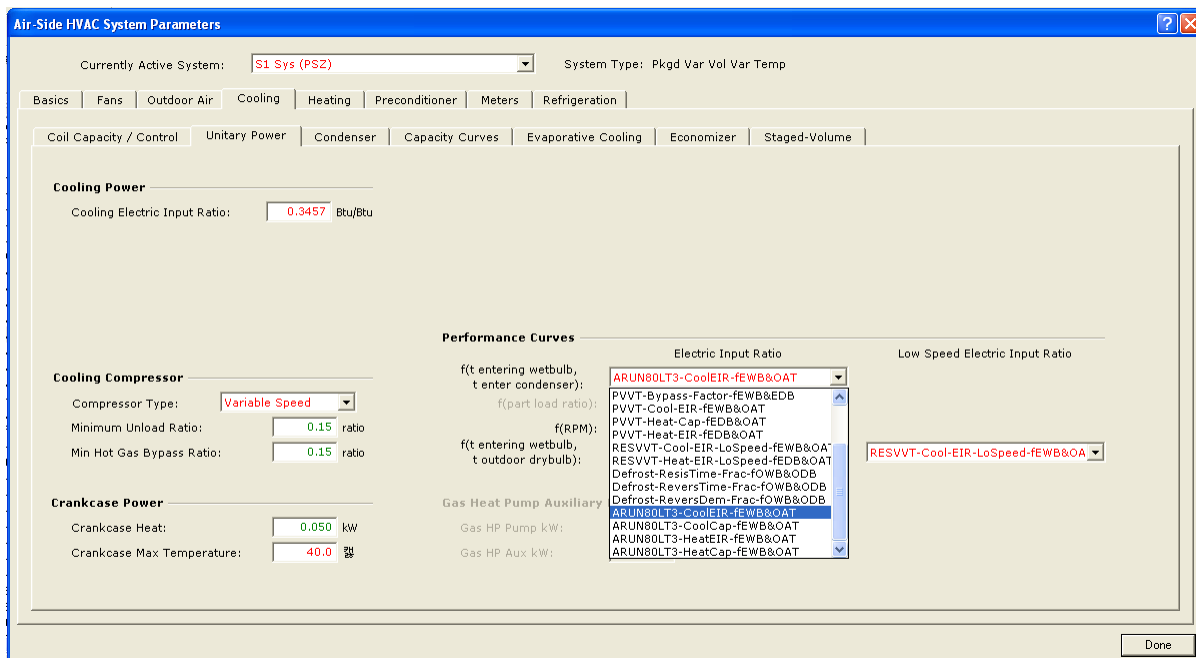 Air-Side HVAC System Parameters
Currently Active System: S1 Sys (PSZ) System Type: Pkgd Var Vol Var Temp
Basics Fans Outdoor Air Cooling Heating Preconditioner Meters Refrigeration
Coil Capacity / Control Unitary Power Condenser Capacity Curves Evaporative Cooling Economizer Staged-Volume
Cooling Power
Cooling Electric Input Ratio: 0.3457 Btu/Btu
Performance Curves
Electric Input Ratio Low Speed Electric Input Ratio
f(t entering wetbulb,
t enter condenser): ARUN80LT3-CoolEIR-fEWB&OAT
f(part load ratio):
f(RPM):
f(t entering wetbulb,
t outdoor drybulb): RESVVT-Cool-EIR-LoSpeed-fEWB&OA
PVVT-Bypass-Factor-fEWB&EDB
PVVT-Cool-EIR-fEWB&OAT
PVVT-Heat-Cap-fEDB&OAT
PVVT-Heat-EIR-fEDB&OAT
RESVVT-Cool-EIR-LoSpeed-fEWB&OAT
RESVVT-Heat-EIR-LoSpeed-fEDB&OAT
Defrost-ResisTime-Frac-fOWB&ODB
Defrost-ReversTime-Frac-fOWB&ODB
Defrost-ReversDem-Frac-fOWB&ODB
ARUN80LT3-CoolEIR-fEWB&OAT
ARUN80LT3-CoolCap-fEWB&OAT
ARUN80LT3-HeatEIR-fEWB&OAT
ARUN80LT3-HeatCap-fEWB&OAT
Cooling Compressor
Compressor Type: Variable Speed
Minimum Unload Ratio: 0.15 ratio
Min Hot Gas Bypass Ratio: 0.15 ratio
Crankcase Power
Crankcase Heat: 0.050 kW
Crankcase Max Temperature: 40.0
Gas Heat Pump Auxiliary
Gas HP Pump kW:
Gas HP Aux kW:
Done